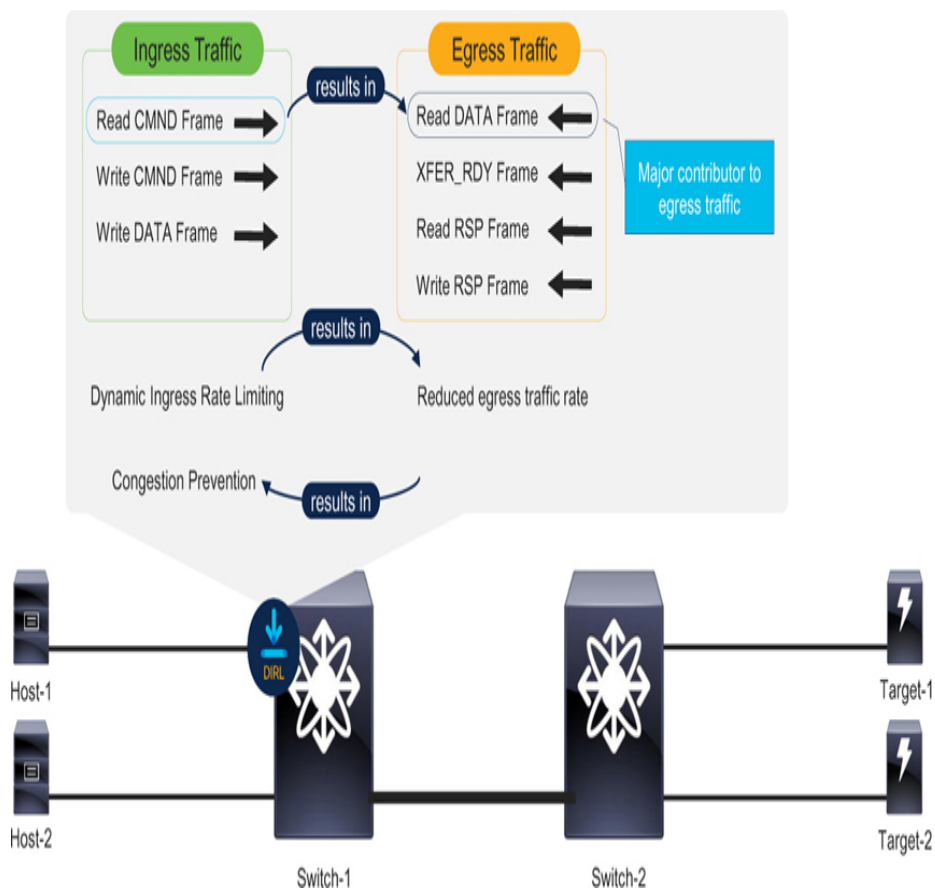 Ingress Traffic
Egress Traffic
results in
Read CMND Frame
Write CMND Frame
Write DATA Frame
Read DATA Frame
XFER_RDY Frame
Read RSP Frame
Write RSP Frame
Major contributor to
egress traffic
results in
Dynamic Ingress Rate Limiting
Reduced egress traffic rate
Congestion Prevention
results in
DIRL
Host-1
Target-1
Host-2
Target-2
Switch-1
Switch-2